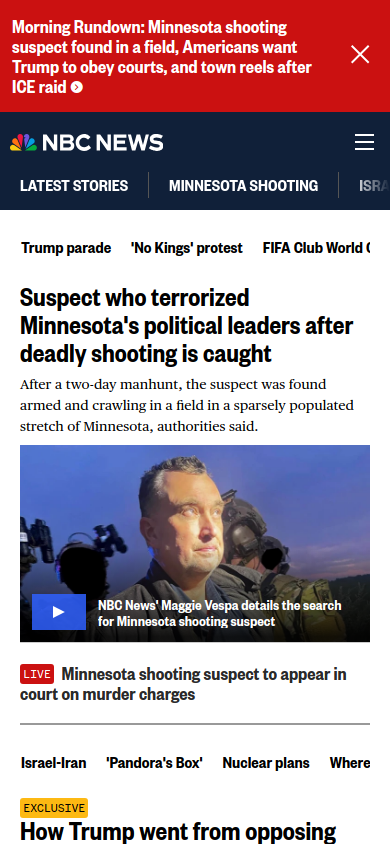 Morning Rundown: Minnesota shooting
suspect found in a field, Americans want
Trump to obey courts, and town reels after
ICE raid
NBC NEWS
LATEST STORIES MINNESOTA SHOOTING ISRA
Trump parade 'No Kings' protest FIFA Club World C
Suspect who terrorized
Minnesota's political leaders after
deadly shooting is caught
After a two-day manhunt, the suspect was found
armed and crawling in a field in a sparsely populated
stretch of Minnesota, authorities said.
NBC News' Maggie Vespa details the search
for Minnesota shooting suspect
LIVE Minnesota shooting suspect to appear in
court on murder charges
Israel-Iran 'Pandora's Box' Nuclear plans Where
EXCLUSIVE
How Trump went from opposing